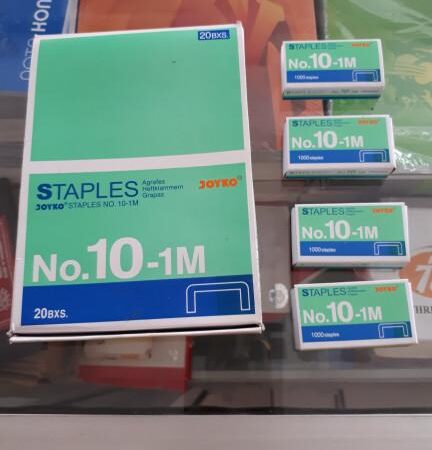 20BXS.
STAPLES
Agrafes
Heftklammern
Grapas
JOYKO®
JOYKO® STAPLES NO. 10-1M
No.10-1M
20BXS.
STAPLES
JOYKO
No.10-1M
1000 staples
STAPLES
JOYKO
No.10-1M
1000 staples
STAPLES
JOYKO
No.10-1M
1000 staples
STAPLES
JOYKO
No.10-1M
1000 staples